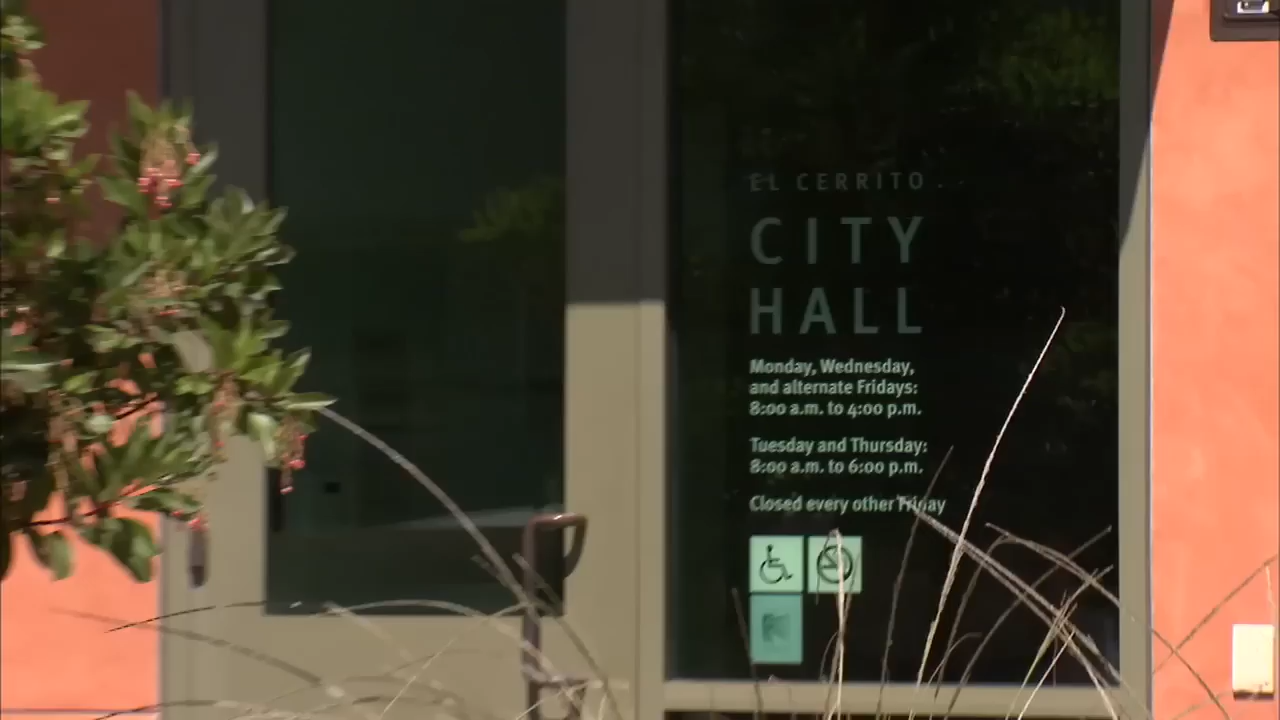 EL CERRITO
CITY
HALL
Monday, Wednesday,
and alternate Fridays:
8:00 a.m. to 4:00 p.m.
Tuesday and Thursday:
8:00 a.m. to 6:00 p.m.
Closed every other Friday